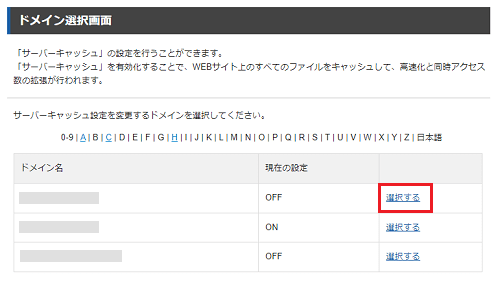 ドメイン選択画面
「サーバーキャッシュ」の設定を行うことができます。
「サーバーキャッシュ」を有効化することで、WEBサイト上のすべてのファイルをキャッシュして、高速化と同時アクセス
数の拡張が行われます。
サーバーキャッシュ設定を変更するドメインを選択してください。
0-9 | A | B | C | D | E | F | G | H | I | J | K | L | M | N | O | P | Q | R | S | T | U | V | W | X | Y | Z | 日本語
ドメイン名 現在の設定
OFF 選択する
ON 選択する
OFF 選択する